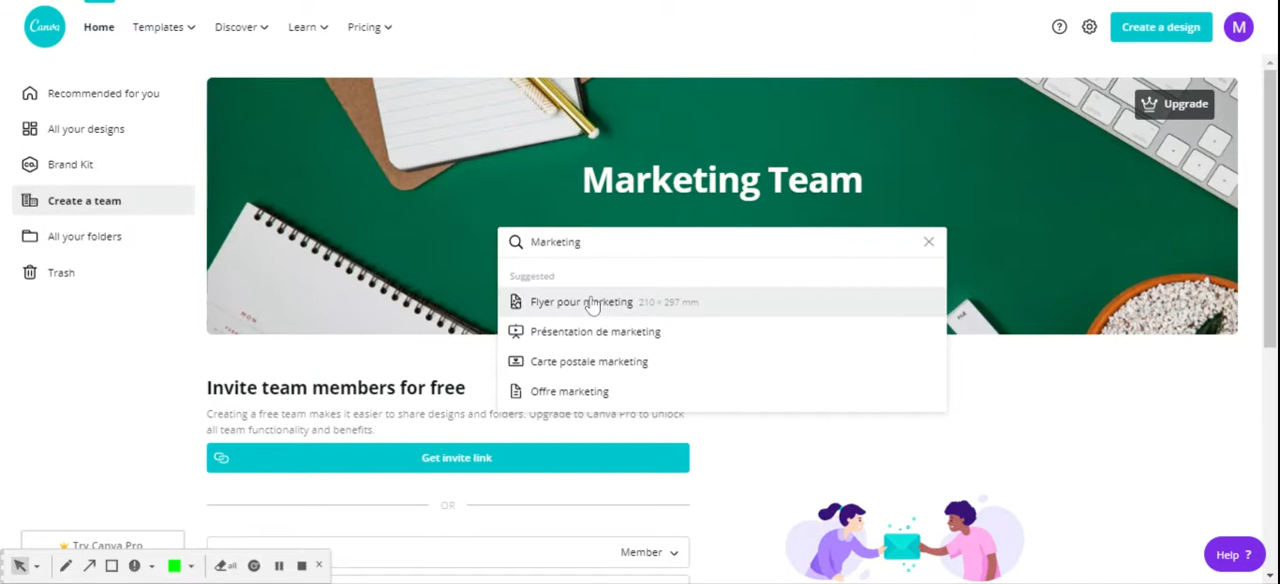 Canva Home Templates Discover Learn Pricing Create a design M
Recommended for you
All your designs
Brand Kit
Create a team
All your folders
Trash
Upgrade
Marketing Team
Marketing
Suggested
Flyer pour marketing 210 × 297 mm
Présentation de marketing
Carte postale marketing
Offre marketing
Invite team members for free
Creating a free team makes it easier to share designs and folders. Upgrade to Canva Pro to unlock
all team functionality and benefits.
Get invite link
OR
Member
Try Canva Pro
all
Help ?